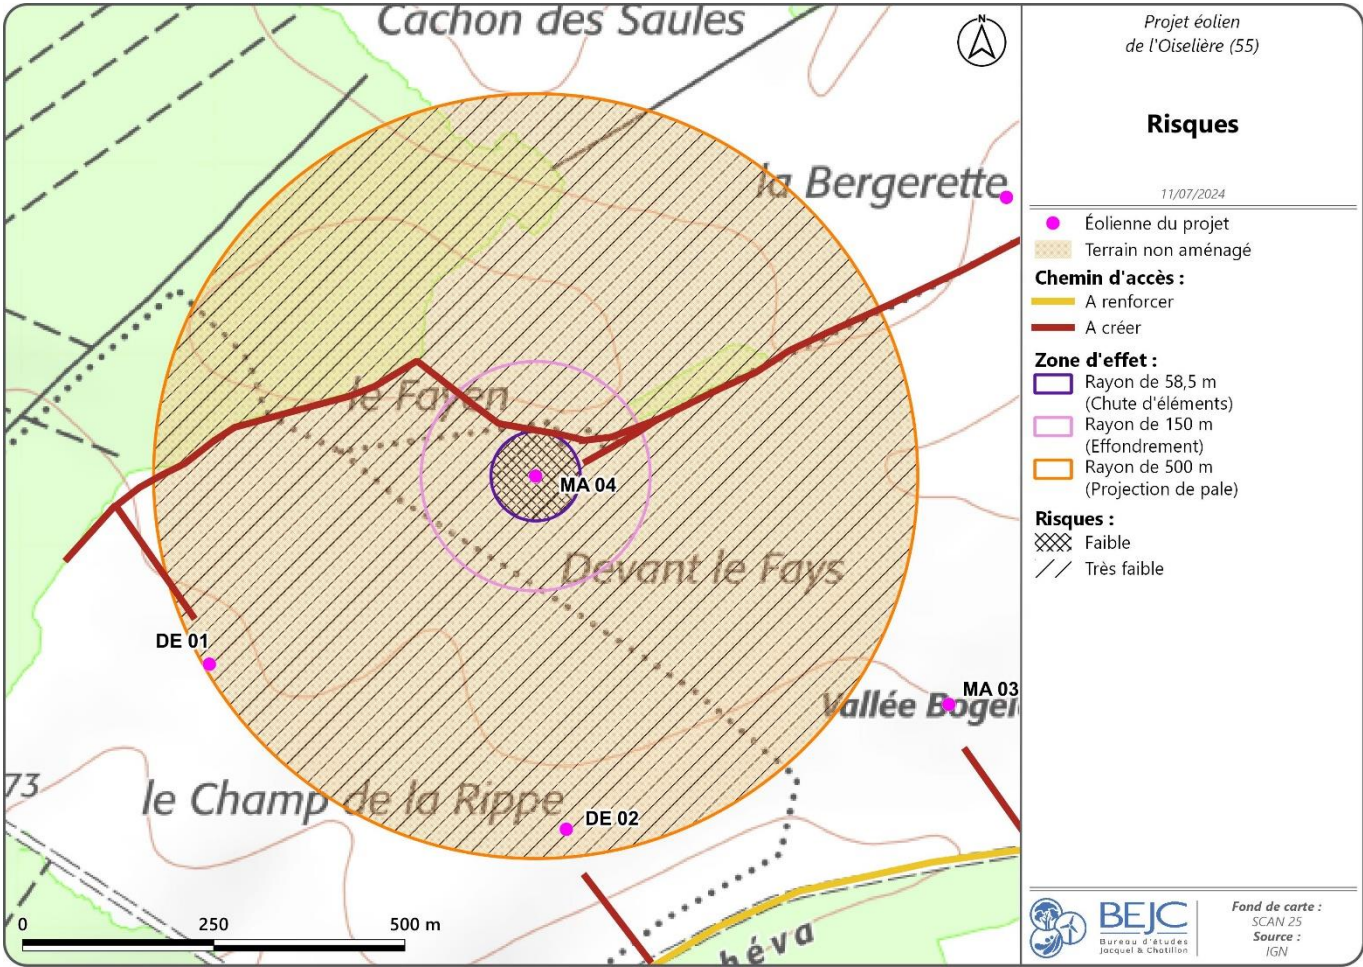 Cachon des Saules
N
la Bergerette
le Fayen
MA 04
Devant le Fays
DE 01
MA 03
Vallée Bogei
73
le Champ de la Rippe
DE 02
0 250 500 m
héva
Projet éolien
de l'Oiselière (55)
Risques
11/07/2024
Éolienne du projet
Terrain non aménagé
Chemin d'accès :
A renforcer
A créer
Zone d'effet :
Rayon de 58,5 m
(Chute d'éléments)
Rayon de 150 m
(Effondrement)
Rayon de 500 m
(Projection de pale)
Risques :
Faible
Très faible
BEJC
Bureau d'études
Jacquel & Chatillon
Fond de carte :
SCAN 25
Source :
IGN